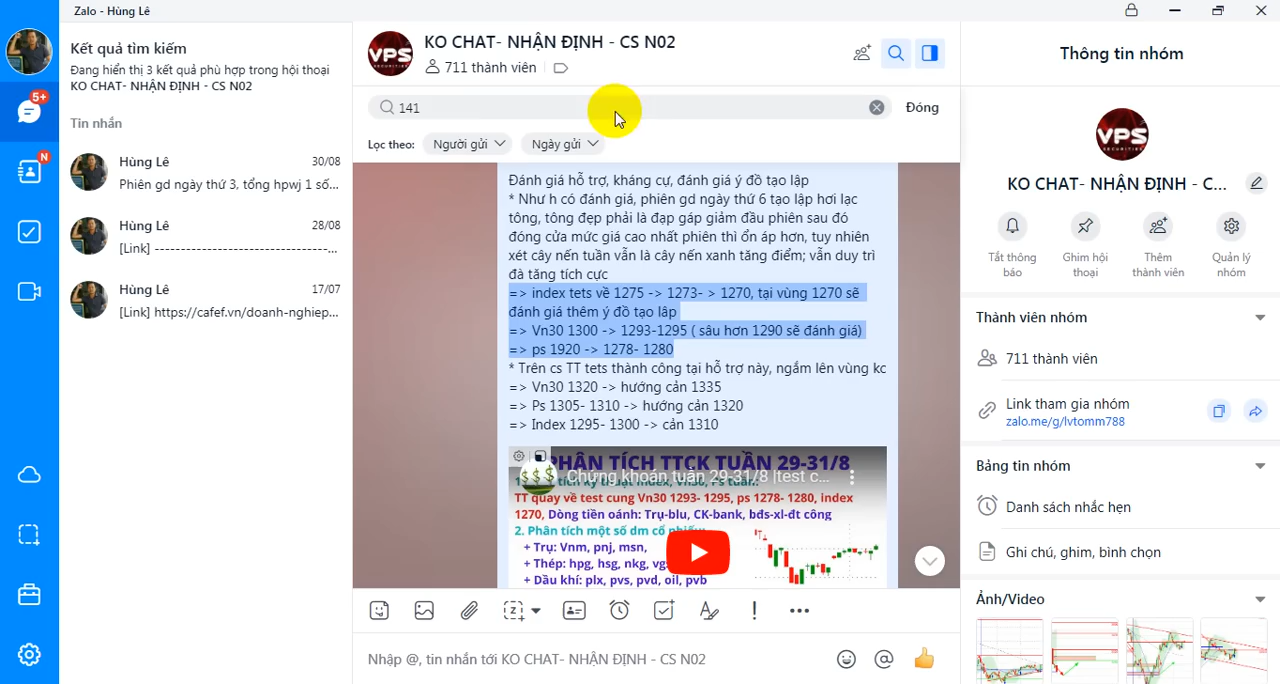 Zalo - Hùng Lê
5+
N
Kết quả tìm kiếm
Đang hiển thị 3 kết quả phù hợp trong hội thoại
KO CHAT- NHẬN ĐỊNH - CS N02
Tin nhắn
Hùng Lê 30/08
Phiên gd ngày thứ 3, tổng hpwj 1 số...
Hùng Lê 28/08
[Link] -------------------------------...
Hùng Lê 17/07
[Link] https://cafef.vn/doanh-nghiep...
VPS
SECURITIES
KO CHAT- NHẬN ĐỊNH - CS N02
711 thành viên
141
Đóng
Lọc theo: Người gửi Ngày gửi
Đánh giá hỗ trợ, kháng cự, đánh giá ý đồ tạo lập
* Như h có đánh giá, phiên gd ngày thứ 6 tạo lập hơi lạc
tông, tông đẹp phải là đạp gáp giảm đầu phiên sau đó
đóng cửa mức giá cao nhất phiên thì ổn áp hơn, tuy nhiên
xét cây nến tuần vẫn là cây nến xanh tăng điểm; vẫn duy trì
đà tăng tích cực
=> index tets về 1275 -> 1273- > 1270, tại vùng 1270 sẽ
đánh giá thêm ý đồ tạo lâp
=> Vn30 1300 -> 1293-1295 ( sâu hơn 1290 sẽ đánh giá)
=> ps 1920 -> 1278- 1280
* Trên cs TT tets thành công tại hỗ trợ này, ngắm lên vùng kc
=> Vn30 1320 -> hướng cản 1335
=> Ps 1305- 1310 -> hướng cản 1320
=> Index 1295- 1300 -> cản 1310
PHÂN TÍCH TTCK TUẦN 29-31/8
Chứng khoán tuần 29-31/8 |test c...
TT quay về test cung Vn30 1293- 1295, ps 1278- 1280, index
1270, Dòng tiền oánh: Trụ-blu, CK-bank, bđs-xl-đt công
2. Phân tích một số dm cổ phiếu:
+ Trụ: Vnm, pnj, msn,
+ Thép: hpg, hsg, nkg,
+ Dầu khí: plx, pvs, pvd, oil, pvb
Nhập @, tin nhắn tới KO CHAT- NHẬN ĐỊNH - CS N02
Thông tin nhóm
VPS
SECURITIES
KO CHAT- NHẬN ĐỊNH - C...
Tắt thông báo
Ghim hội thoại
Thêm thành viên
Quản lý nhóm
Thành viên nhóm
711 thành viên
Link tham gia nhóm
zalo.me/g/lvtomm788
Bảng tin nhóm
Danh sách nhắc hẹn
Ghi chú, ghim, bình chọn
Ảnh/Video